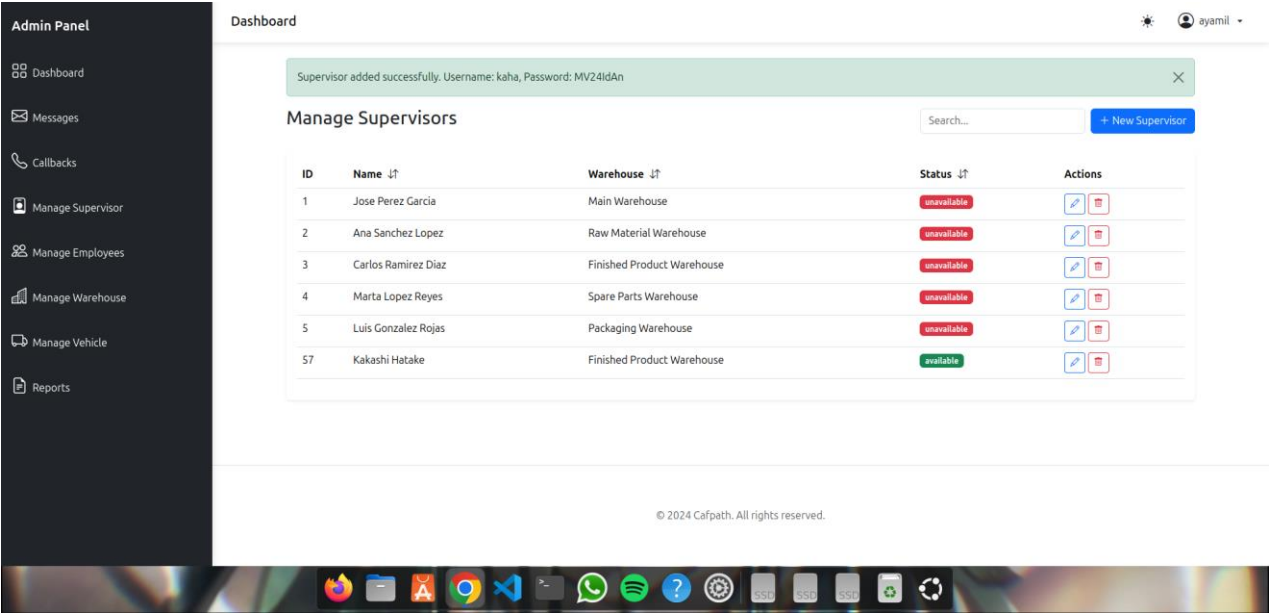 Admin Panel
Dashboard
ayamil
Dashboard
Messages
Callbacks
Manage Supervisor
Manage Employees
Manage Warehouse
Manage Vehicle
Reports
Supervisor added successfully. Username: kaha, Password: MV24IdAn
Manage Supervisors
Search...
+ New Supervisor
ID Name Warehouse Status Actions
1 Jose Perez Garcia Main Warehouse unavailable
2 Ana Sanchez Lopez Raw Material Warehouse unavailable
3 Carlos Ramirez Diaz Finished Product Warehouse unavailable
4 Marta Lopez Reyes Spare Parts Warehouse unavailable
5 Luis Gonzalez Rojas Packaging Warehouse unavailable
57 Kakashi Hatake Finished Product Warehouse available
© 2024 Cafpath. All rights reserved.
SSD SSD SSD